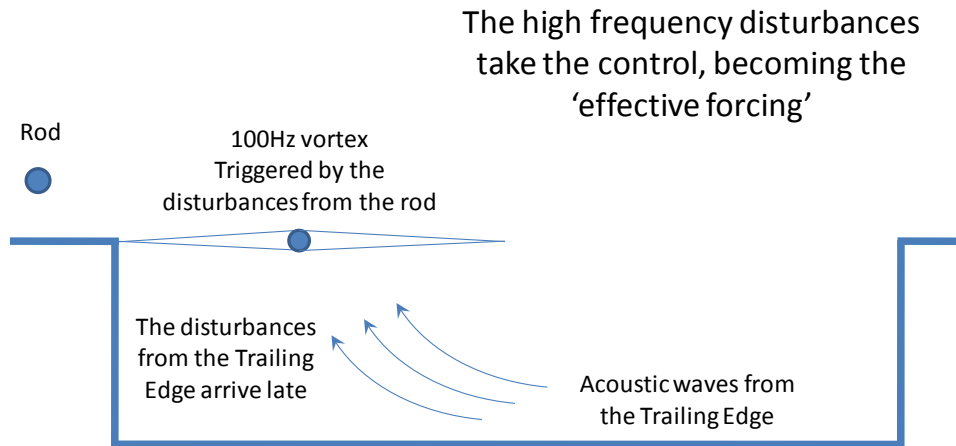 The high frequency disturbances
take the control, becoming the
‘effective forcing’
Rod
100Hz vortex
Triggered by the
disturbances from the rod
The disturbances
from the Trailing
Edge arrive late
Acoustic waves from
the Trailing Edge